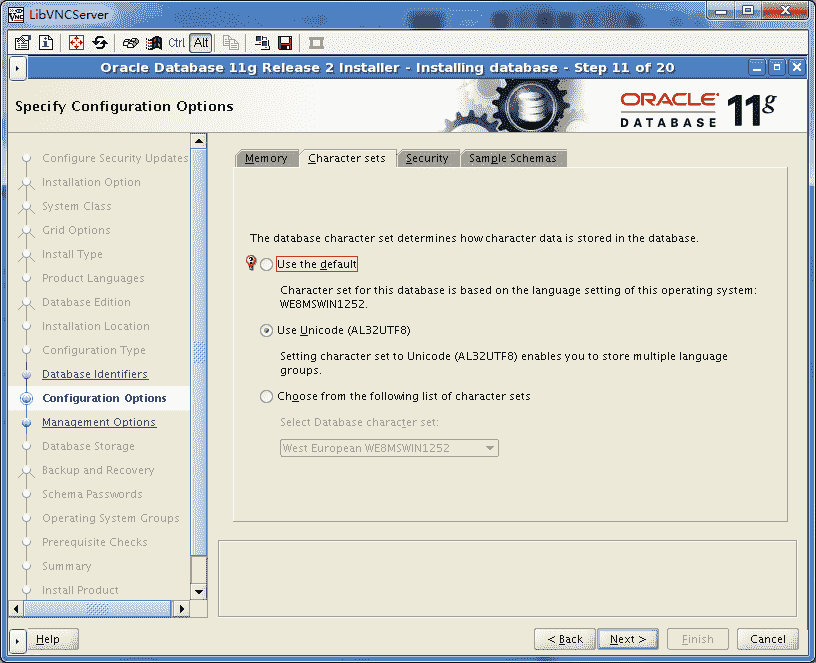 LibVNCServer
Ctrl Alt
Oracle Database 11g Release 2 Installer - Installing database - Step 11 of 20
Specify Configuration Options
ORACLE
DATABASE 11g
Configure Security Updates
Installation Option
System Class
Grid Options
Install Type
Product Languages
Database Edition
Installation Location
Configuration Type
Database Identifiers
Configuration Options
Management Options
Database Storage
Backup and Recovery
Schema Passwords
Operating System Groups
Prerequisite Checks
Summary
Install Product
Memory Character sets Security Sample Schemas
The database character set determines how character data is stored in the database.
Use the default
Character set for this database is based on the language setting of this operating system:
WE8MSWIN1252.
Use Unicode (AL32UTF8)
Setting character set to Unicode (AL32UTF8) enables you to store multiple language
groups.
Choose from the following list of character sets
Select Database character set:
West European WE8MSWIN1252
Help
< Back Next > Finish Cancel